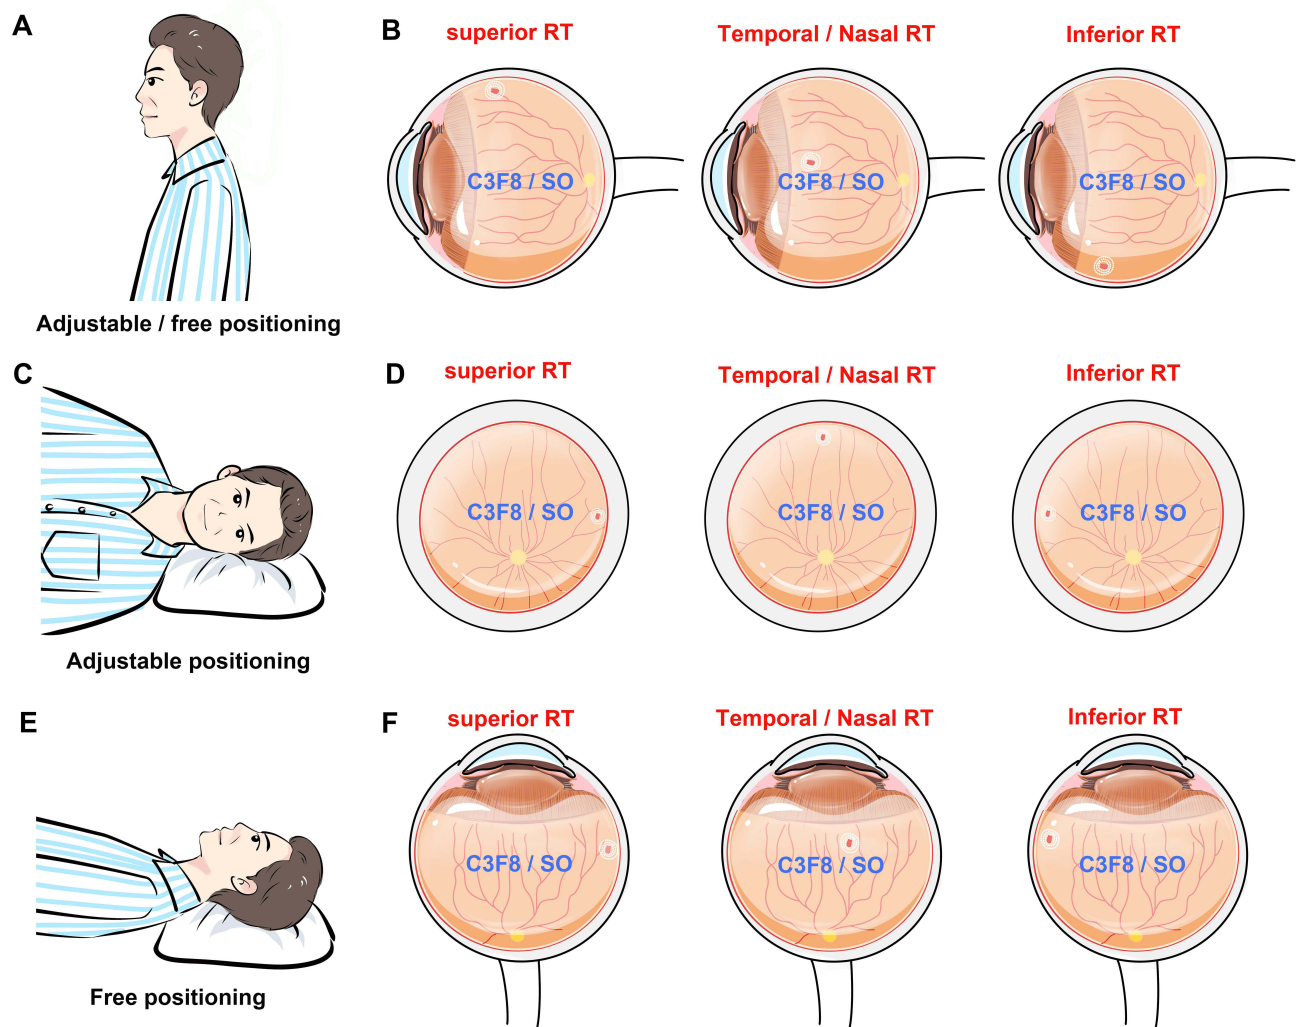 A
B
superior RT
Temporal / Nasal RT
Inferior RT
C3F8 / SO
C3F8 / SO
C3F8 / SO
Adjustable / free positioning
C
D
superior RT
Temporal / Nasal RT
Inferior RT
C3F8 / SO
C3F8 / SO
C3F8 / SO
Adjustable positioning
E
F
superior RT
Temporal / Nasal RT
Inferior RT
C3F8 / SO
C3F8 / SO
C3F8 / SO
Free positioning